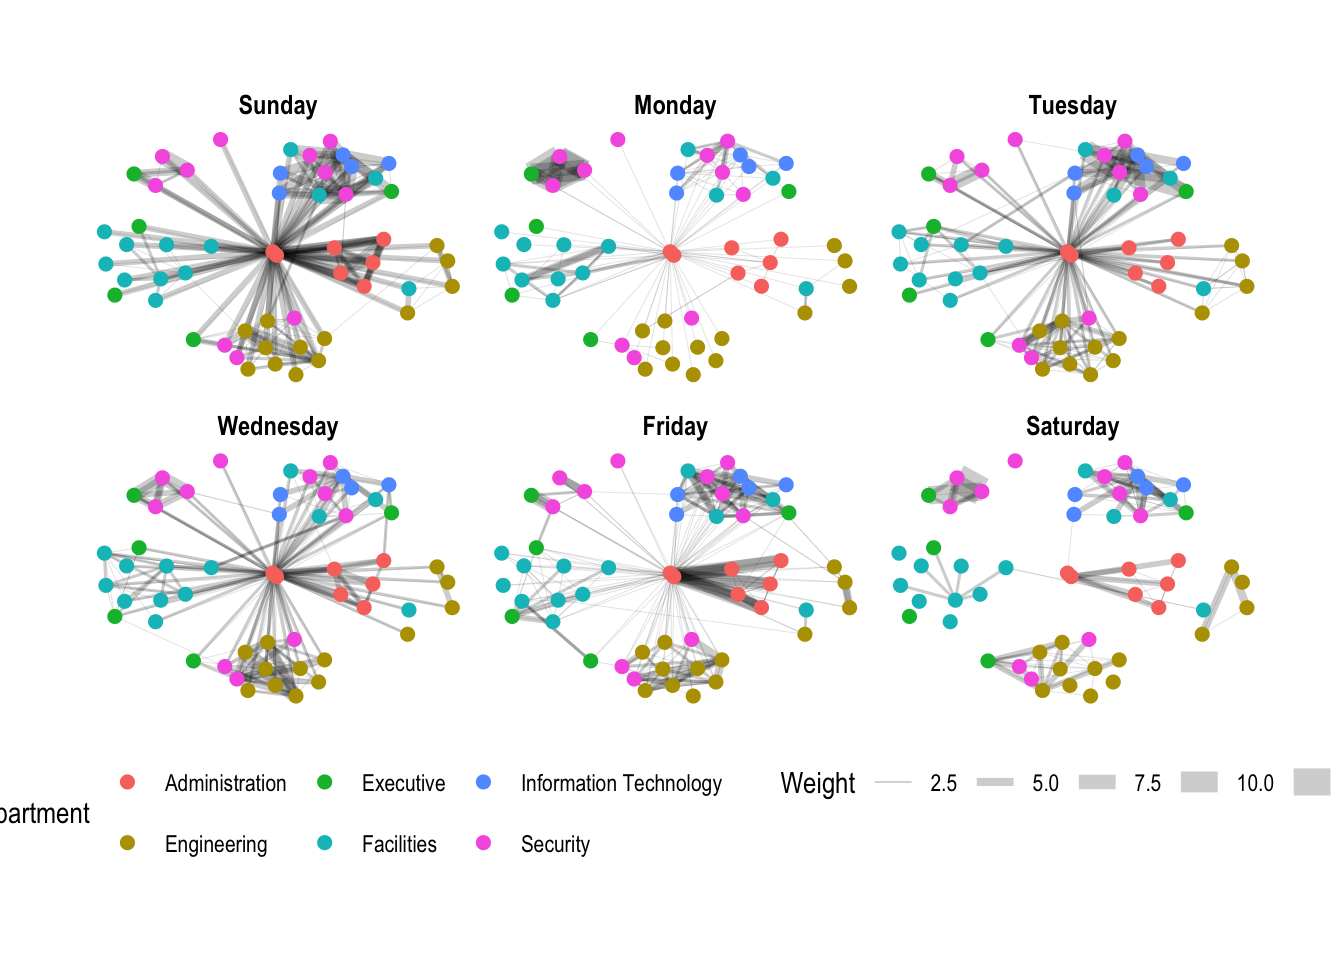 Sunday Monday Tuesday
Wednesday Friday Saturday
Administration Executive Information Technology Weight 2.5 5.0 7.5 10.0
partment
Engineering Facilities Security